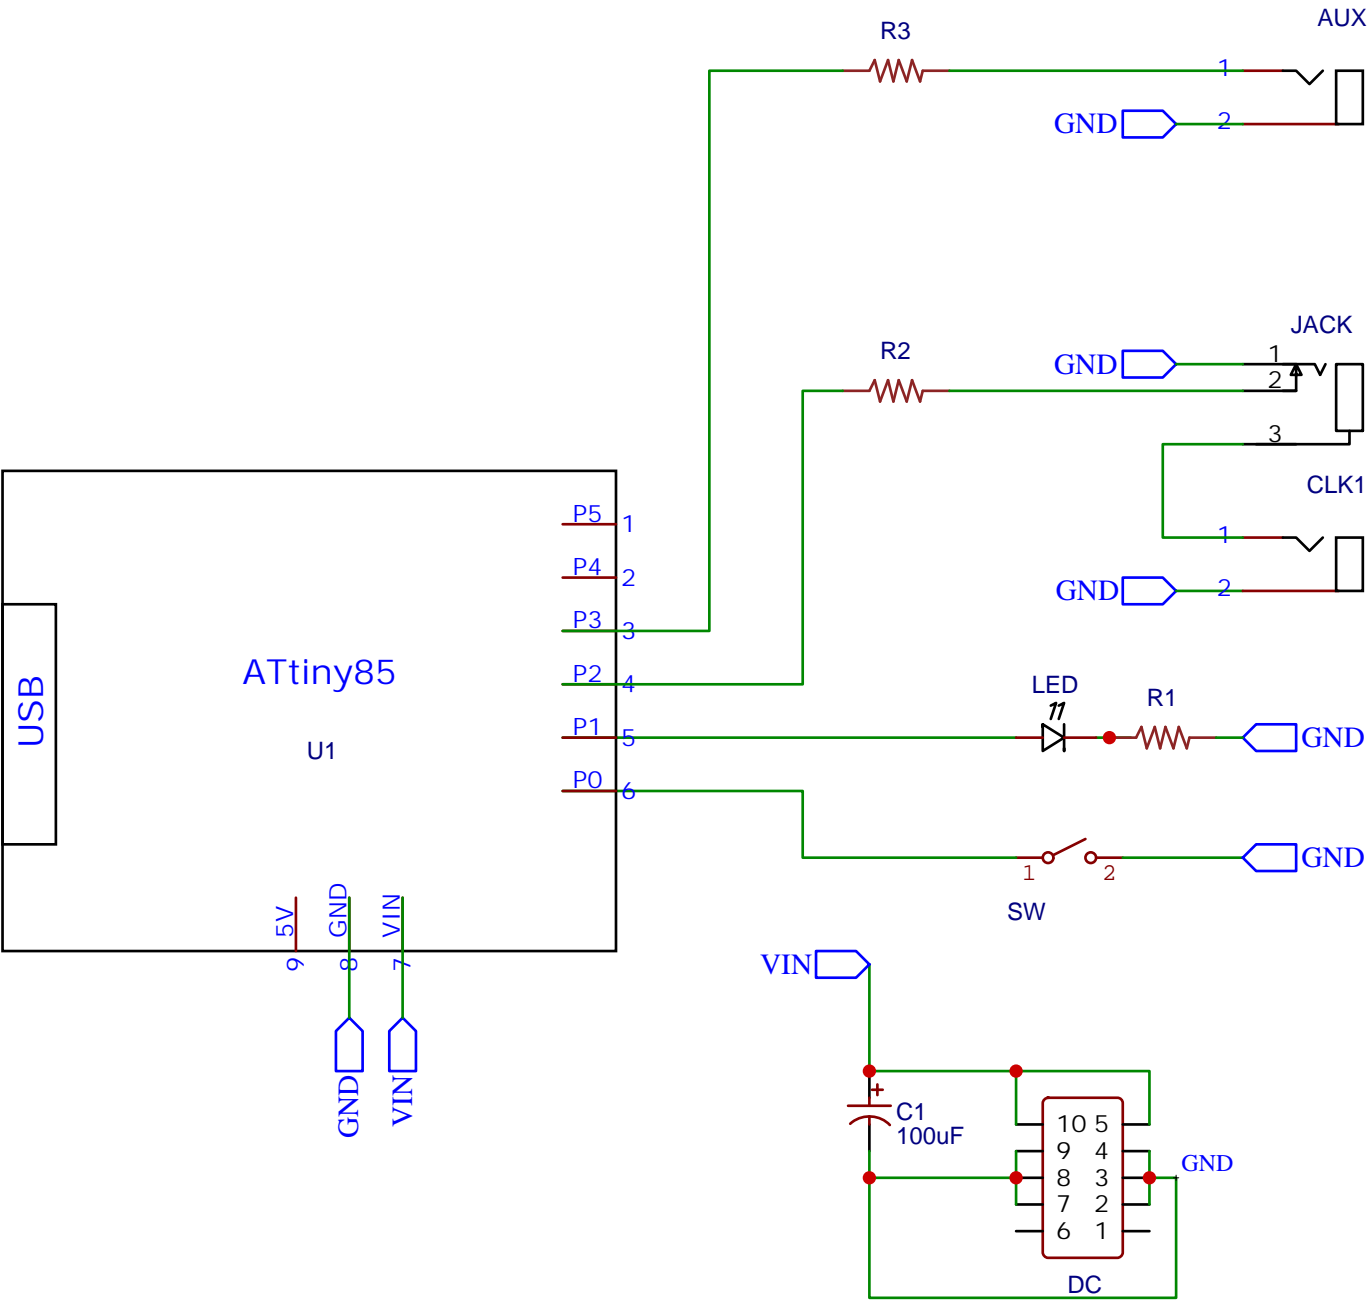 AUX
R3
1
GND
2
JACK
R2
GND
1
2
3
CLK1
1
GND
2
P5 1
P4 2
P3 3
P2 4
P1 5
P0 6
USB
ATtiny85
U1
LED
R1
GND
1
2
GND
SW
5V
GND
VIN
9
8
7
GND
VIN
VIN
+
C1
100uF
10 5
9 4
8 3
7 2
6 1
GND
DC